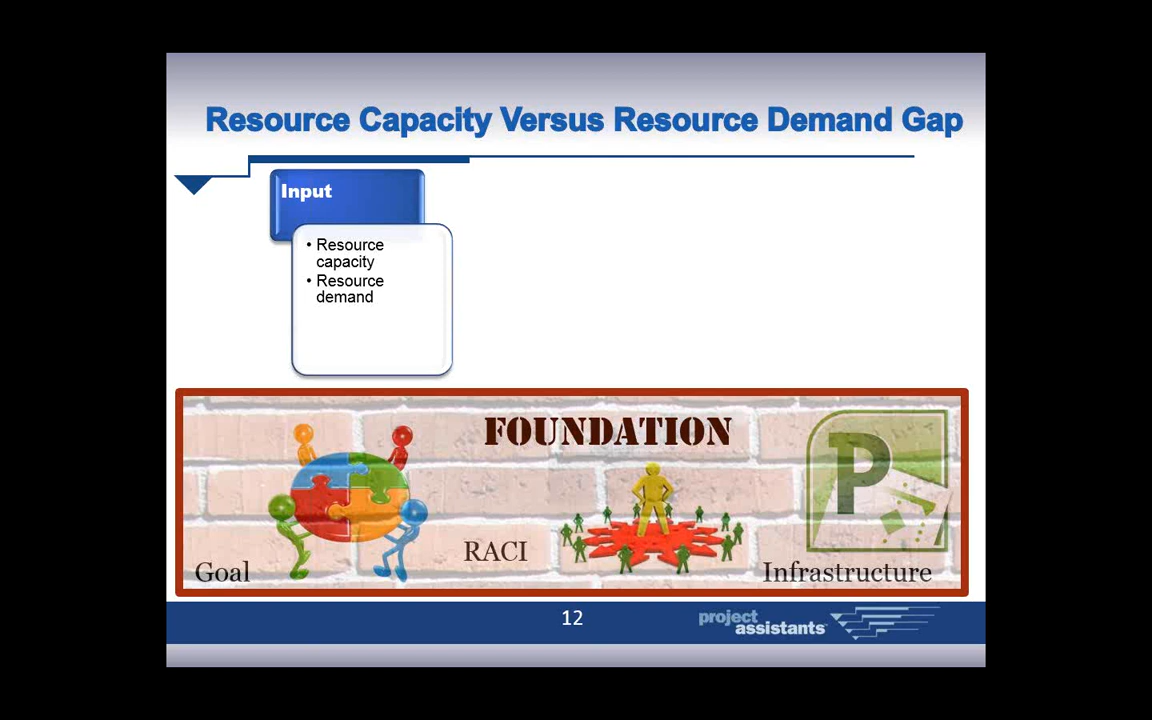 Resource Capacity Versus Resource Demand Gap
Input
• Resource
capacity
• Resource
demand
FOUNDATION
P
RACI
Goal
Infrastructure
12
project
assistants